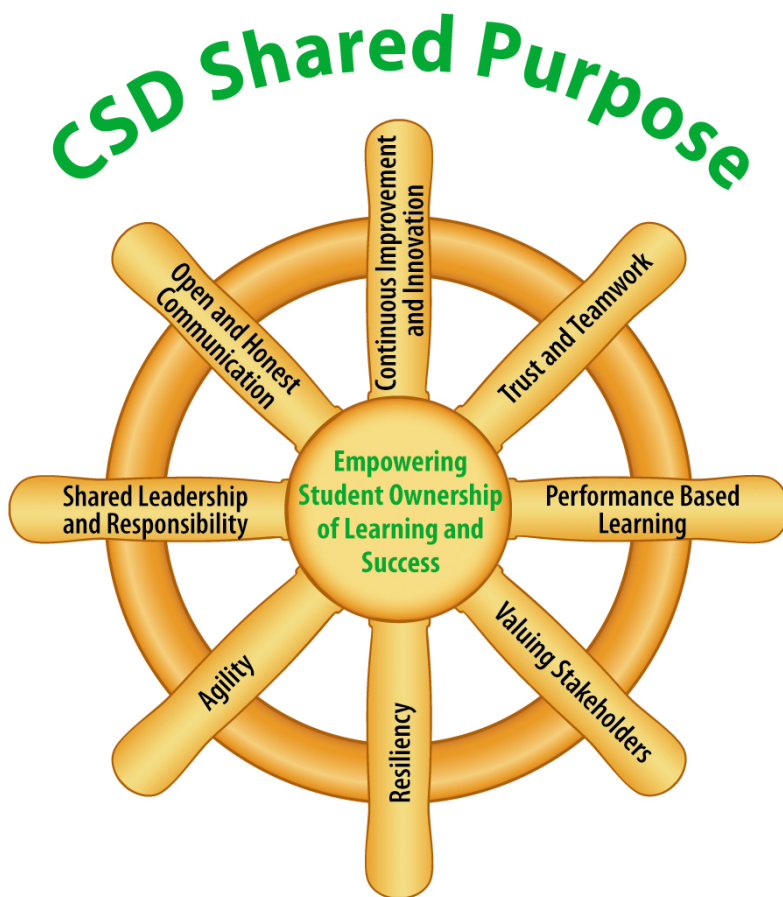 CSD Shared Purpose
Continuous Improvement
and Innovation
Trust and Teamwork
Performance Based
Learning
Valuing Stakeholders
Resiliency
Agility
Shared Leadership
and Responsibility
Open and Honest
Communication
Empowering
Student Ownership
of Learning and
Success